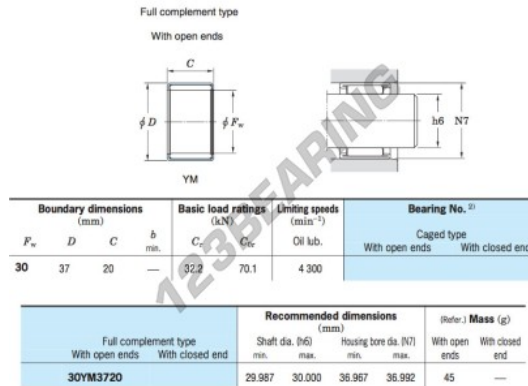 Full complement type
With open ends
C
φ D
φ Fw
h6
N7
YM
123BEARING
Boundary dimensions (mm) Basic load ratings (kN) Limiting speeds (min⁻¹) Bearing No. 2)
Fw D C b min. Cr C0r Oil lub. Caged type
With open ends With closed end
30 37 20 — 32.2 70.1 4 300
Recommended dimensions (mm) (Refer.) Mass (g)
Full complement type Shaft dia. (h6) Housing bore dia. (N7) With open ends With closed end
With open ends With closed end min. max. min. max.
30YM3720 29.987 30.000 36.967 36.992 45 —